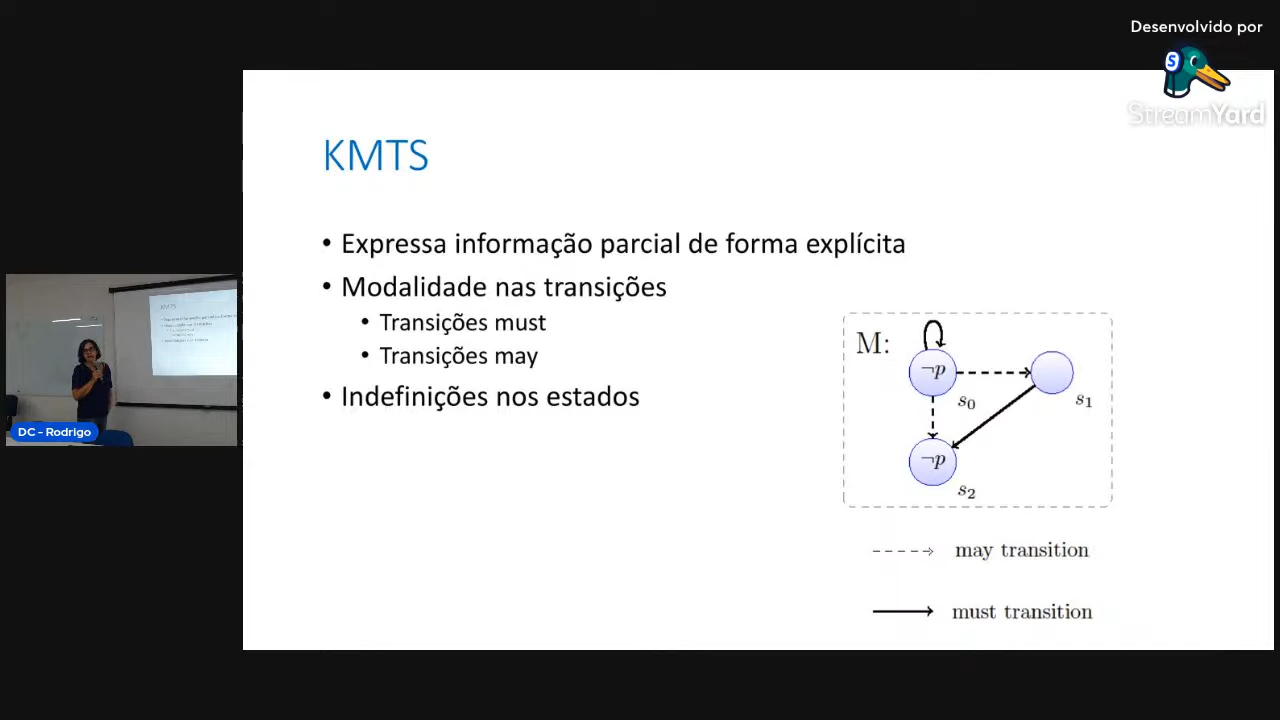 Desenvolvido por
StreamYard
KMTS
• Expressa informação parcial de forma explícita
• Modalidade nas transições
• Transições must
• Transições may
• Indefinições nos estados
M:
¬p
s₀
s₁
¬p
s₂
may transition
must transition
KMTS
DC - Rodrigo